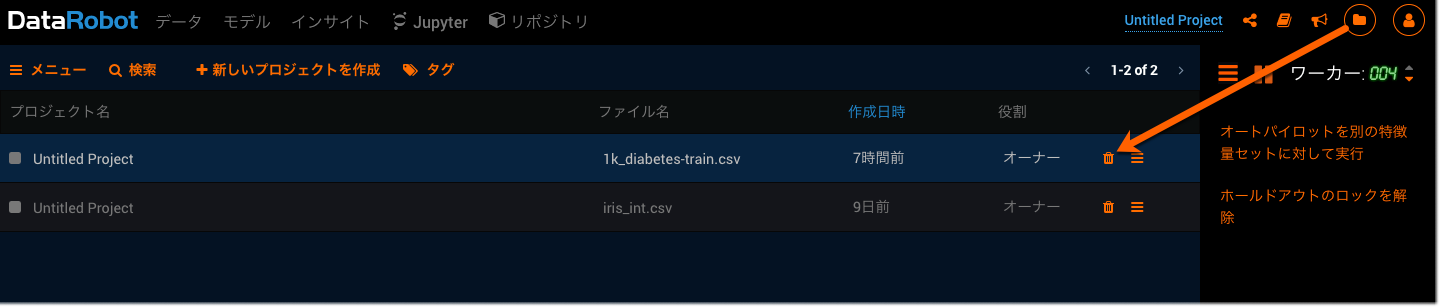 DataRobot データ モデル インサイト Jupyter リポジトリ Untitled Project
メニュー 検索 新しいプロジェクトを作成 タグ 1-2 of 2 ワーカー: 004
プロジェクト名 ファイル名 作成日時 役割
Untitled Project 1k_diabetes-train.csv 7時間前 オーナー
Untitled Project iris_int.csv 9日前 オーナー
オートパイロットを別の特徴
量セットに対して実行
ホールドアウトのロックを解
除